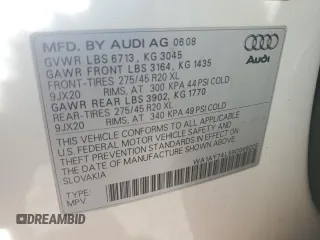 MFD. BY AUDI AG 06 08
GVWR LBS 6713 , KG 3045
GAWR FRONT LBS 3164, KG 1435
FRONT-TIRES 275/45 R20 XL
9JX20 RIMS, AT 300 KPA 44 PSI COLD
GAWR REAR LBS 3902, KG 1770
REAR-TIRES 275/45 R20 XL
9JX20 RIMS, AT 340 KPA 49 PSI COLD
Audi
THIS VEHICLE CONFORMS TO ALL APPLICABLE
U.S. FEDERAL MOTOR VEHICLE SAFETY AND
THEFT PREVENTION STANDARDS IN EFFECT ON
THE DATE OF MANUFACTURE SHOWN ABOVE.
SLOVAKIA
TYPE:
MPV
DREAMBID